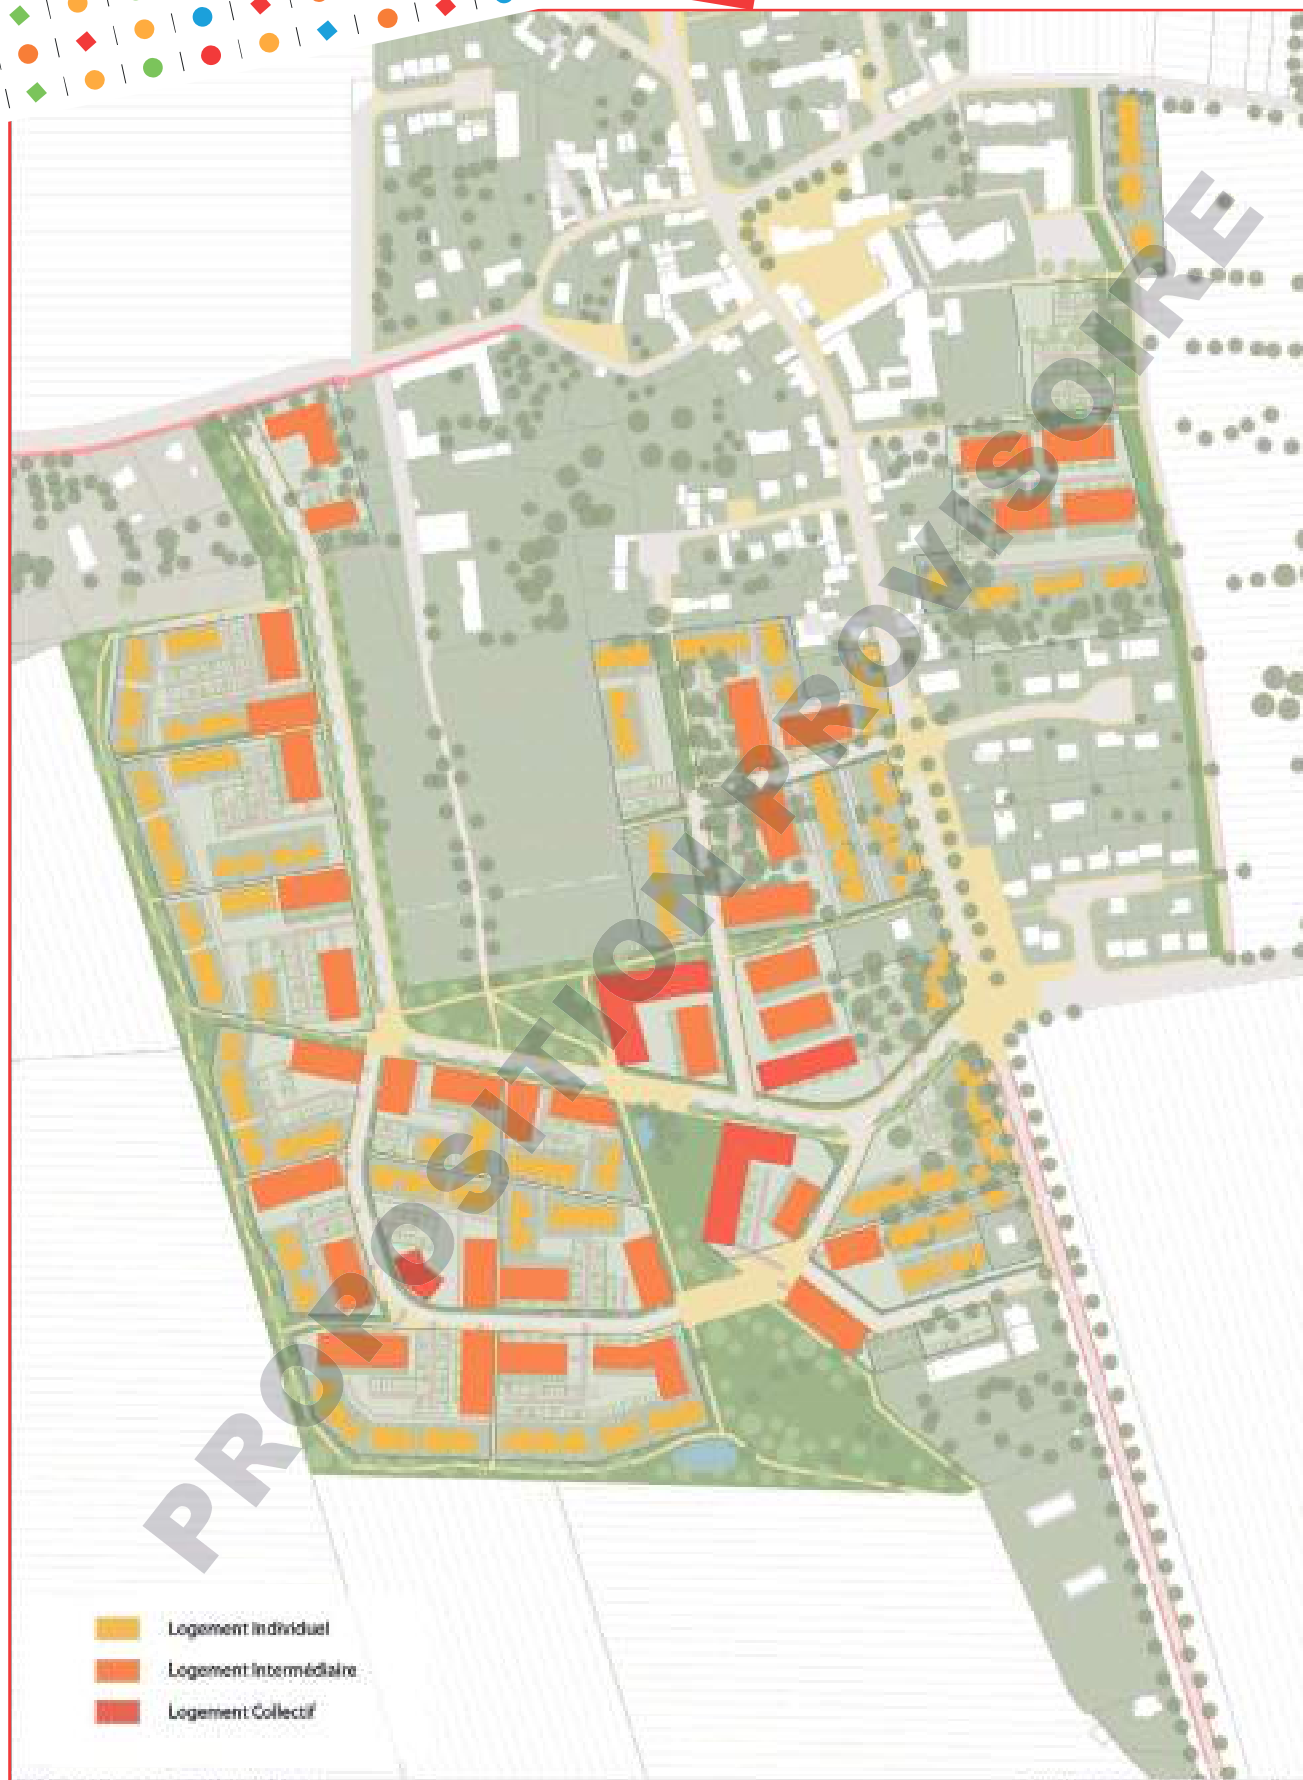 PROPOSITION PROVISOIRE
Logement Individuel
Logement Intermédiaire
Logement Collectif